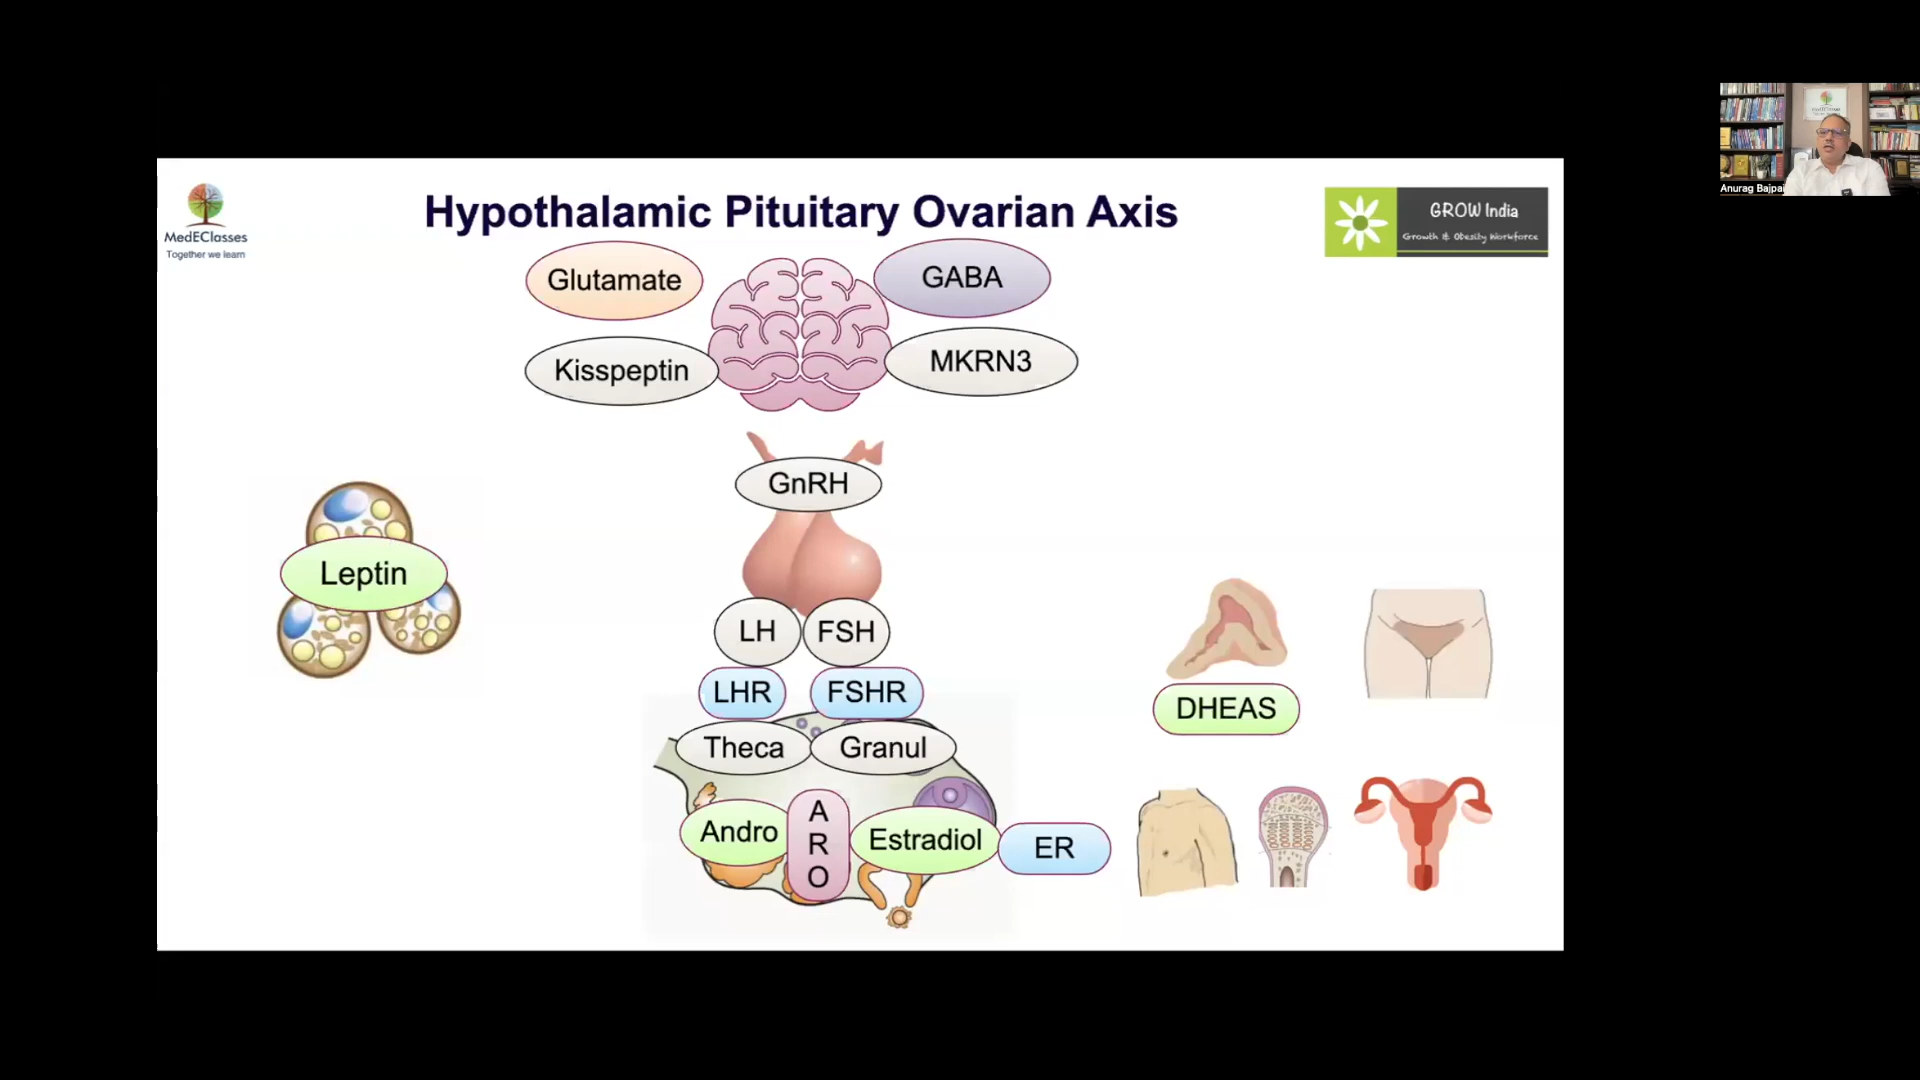 Anurag Bajpai
MedEClasses
Together we learn
Hypothalamic Pituitary Ovarian Axis
GROW India
Growth & Obesity Workforce
Glutamate
GABA
Kisspeptin
MKRN3
GnRH
Leptin
LH
FSH
LHR
FSHR
DHEAS
Theca
Granul
Andro
A
R
O
Estradiol
ER